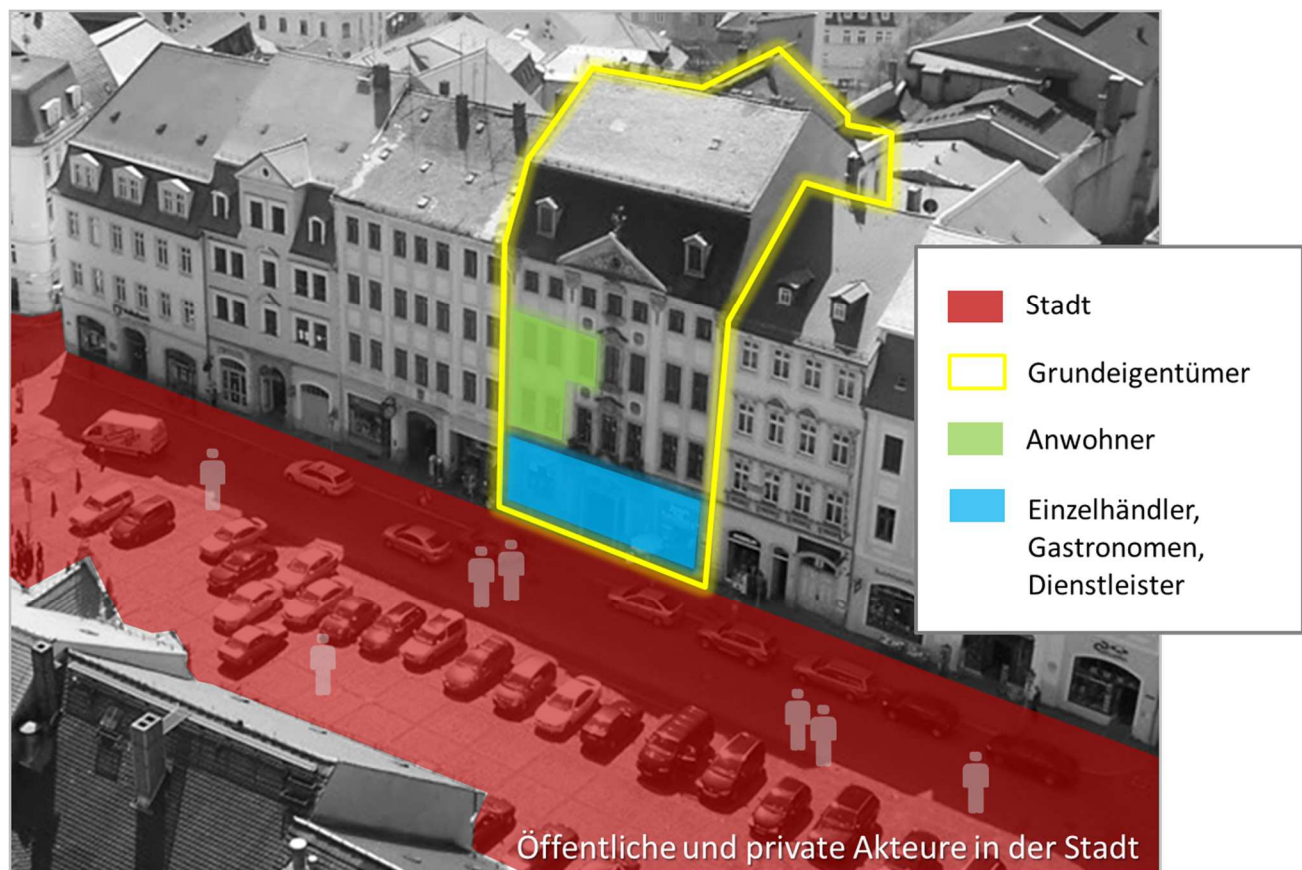 Stadt
Grundeigentümer
Anwohner
Einzelhändler,
Gastronomen,
Dienstleister
Öffentliche und private Akteure in der Stadt